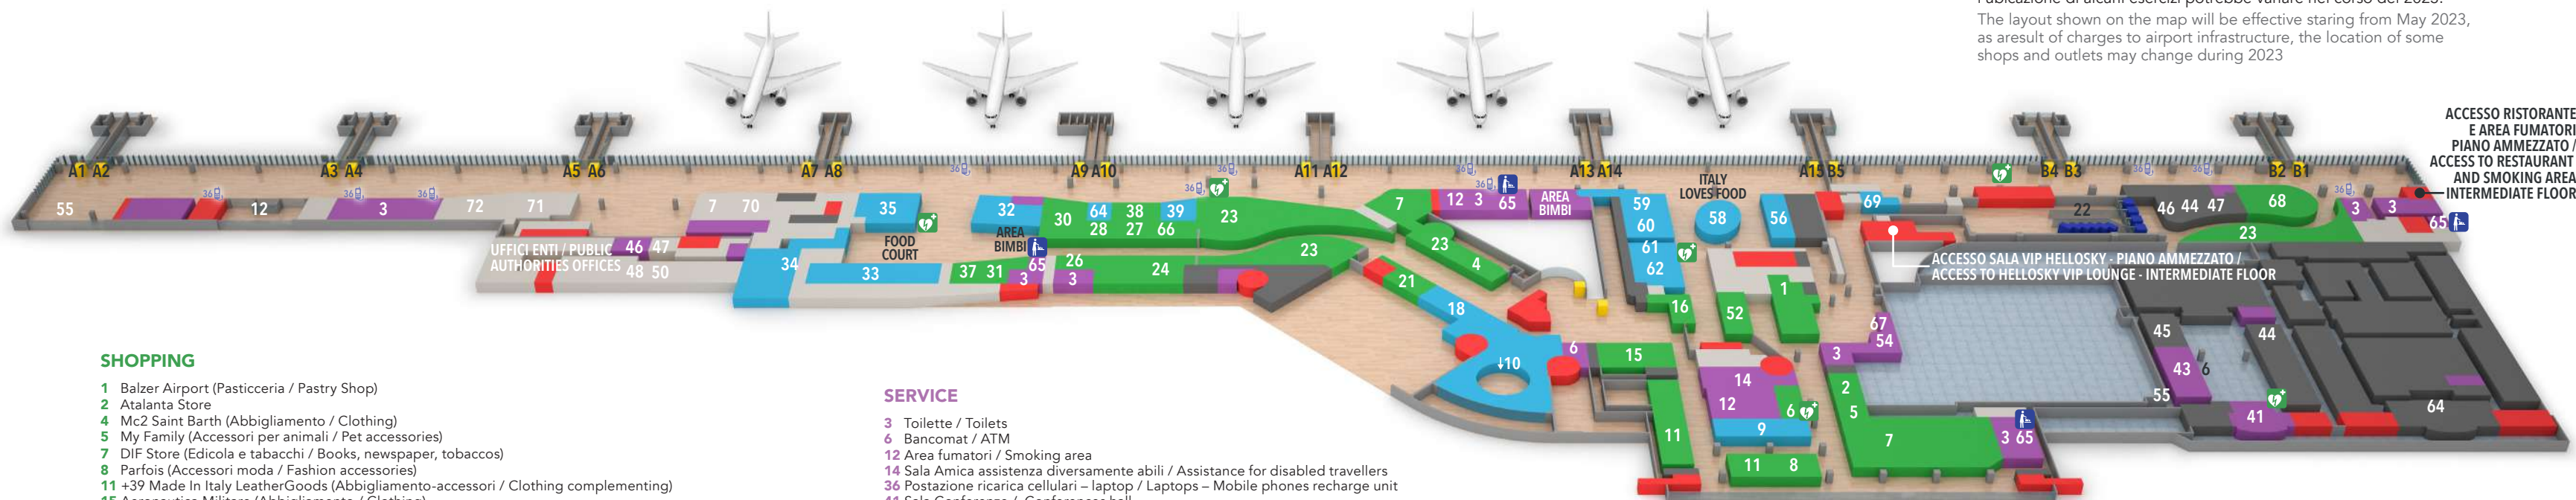 The layout shown on the map will be effective staring from May 2023,
as aresult of charges to airport infrastructure, the location of some
shops and outlets may change during 2023
ACCESSO RISTORANTE
E AREA FUMATORI
PIANO AMMEZZATO /
ACCESS TO RESTAURANT
AND SMOKING AREA
INTERMEDIATE FLOOR
A1 A2
A3 A4
A5 A6
A7 A8
A9 A10
A11 A12
A13 A14
A15 B5
B4 B3
B2 B1
36 36 36 36 36 36 36 36 36 36 36
55
12
3
72
71
7 70
35
32
30
64 38 39
28 27 66
23
7
12 3 65
AREA
BIMBI
59
60
61
62
ITALY
LOVES FOOD
58
56
69
22
46 44 47
68
3
3
65
23
UFFICI ENTI / PUBLIC
AUTHORITIES OFFICES
46 47
48 50
34
33
FOOD
COURT
AREA
BIMBI
65
37 31
3
26
3
24
23
23
4
21
18
↓10
6
15
16
52
1
67
54
3
ACCESSO SALA VIP HELLOSKY - PIANO AMMEZZATO /
ACCESS TO HELLOSKY VIP LOUNGE - INTERMEDIATE FLOOR
45
44
43 6
55
41
64
14
12
6
9
11
11 8
2
5
7
3 65
SHOPPING
1 Balzer Airport (Pasticceria / Pastry Shop)
2 Atalanta Store
4 Mc2 Saint Barth (Abbigliamento / Clothing)
5 My Family (Accessori per animali / Pet accessories)
7 DIF Store (Edicola e tabacchi / Books, newspaper, tobaccos)
8 Parfois (Accessori moda / Fashion accessories)
11 +39 Made In Italy LeatherGoods (Abbigliamento-accessori / Clothing complementing)
SERVICE
3 Toilette / Toilets
6 Bancomat / ATM
12 Area fumatori / Smoking area
14 Sala Amica assistenza diversamente abili / Assistance for disabled travellers
36 Postazione ricarica cellulari – laptop / Laptops – Mobile phones recharge unit